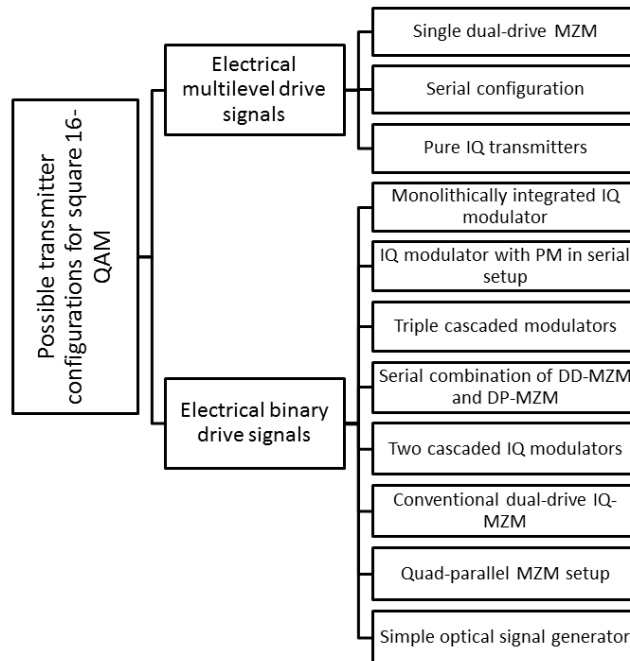 Possible transmitter
configurations for square 16-
QAM
Electrical
multilevel drive
signals
Single dual-drive MZM
Serial configuration
Pure IQ transmitters
Electrical binary
drive signals
Monolithically integrated IQ
modulator
IQ modulator with PM in serial
setup
Triple cascaded modulators
Serial combination of DD-MZM
and DP-MZM
Two cascaded IQ modulators
Conventional dual-drive IQ-
MZM
Quad-parallel MZM setup
Simple optical signal generator